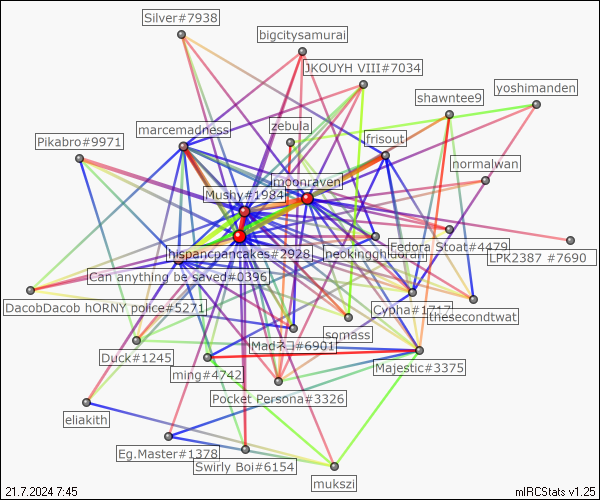 Silver#7938
bigcitysamurai
JKOUYH VIII#7034
yoshimanden
shawntee9
zebula
marcemadness
Pikabro#9971
frisout
normalwan
moonraven
Mushy#1984
hispancpancakes#2928
Fedora Stoat#4479
LPK2387 #7690
Can anything be saved#0396
DacobDacob hORNY police#5271
Cypha#1717
thesecondtwat
somass
Madネコ#6901
Duck#1245
Majestic#3375
ming#4742
Pocket Persona#3326
eliakith
Eg.Master#1378
Swirly Boi#6154
mukszi
21.7.2024 7:45
mIRCStats v1.25